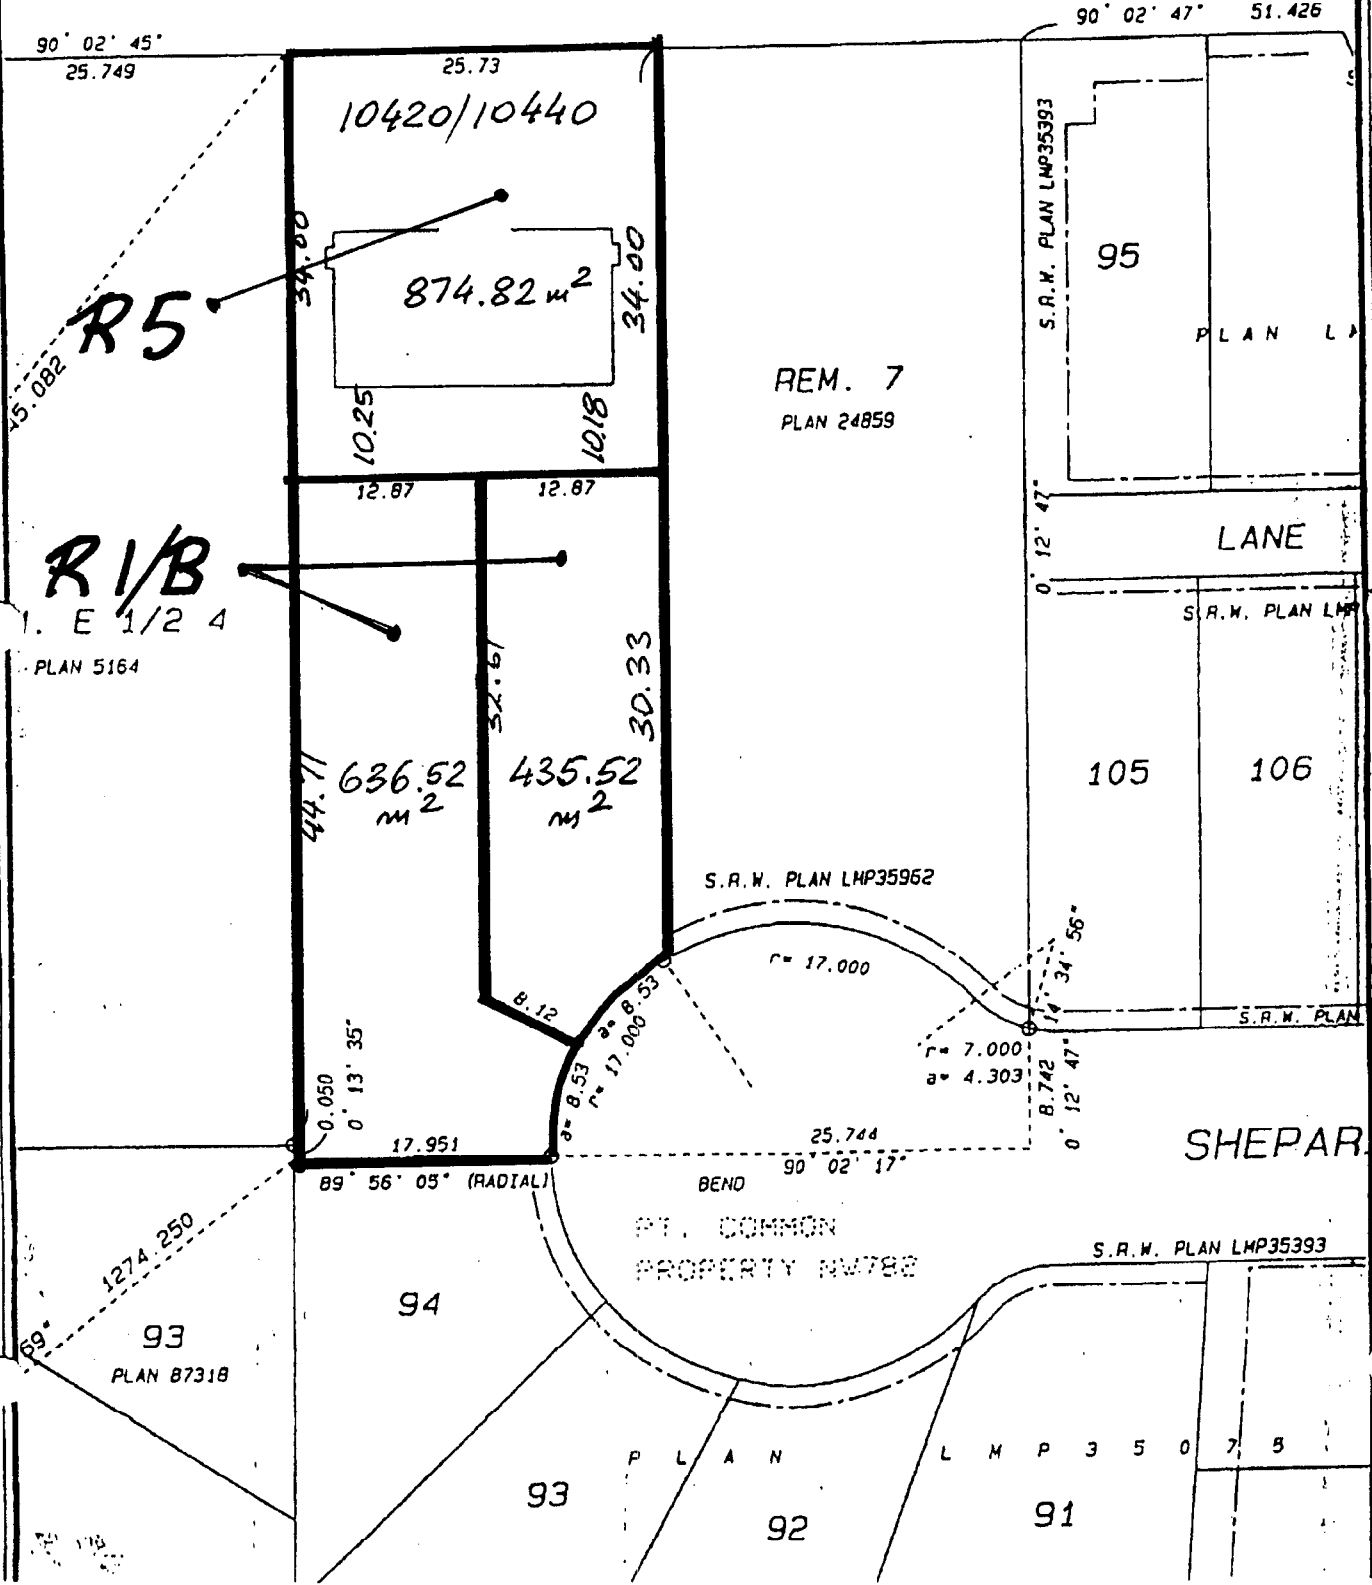 90° 02' 45"
25.749
25.73
90° 02' 47" 51.426
10420/10440
34.00
34.00
874.82 m²
R5
45.082
10.25
10.18
12.87
12.87
REM. 7
PLAN 24859
S.R.W. PLAN LMP35393
95
PLAN
LANE
0° 12' 47"
S.R.W. PLAN
R1/B
E 1/2 4
PLAN 5164
32.61
30.33
44.71
636.52
m²
435.52
m²
105
106
S.R.W. PLAN LMP35962
r= 17.000
14° 34' 56"
S.R.W. PLAN
8.12
a= 8.53
r= 17.000
a= 8.53
r= 7.000
a= 4.303
8.742
0° 12' 47"
0.050
0° 13' 35"
17.951
89° 56' 05" (RADIAL)
25.744
90° 02' 17"
BEND
SHEPAR
PT. COMMON
PROPERTY NW782
S.R.W. PLAN LMP35393
1274.250
69"
93
PLAN 87318
94
PLAN LMP35075
93
92
91